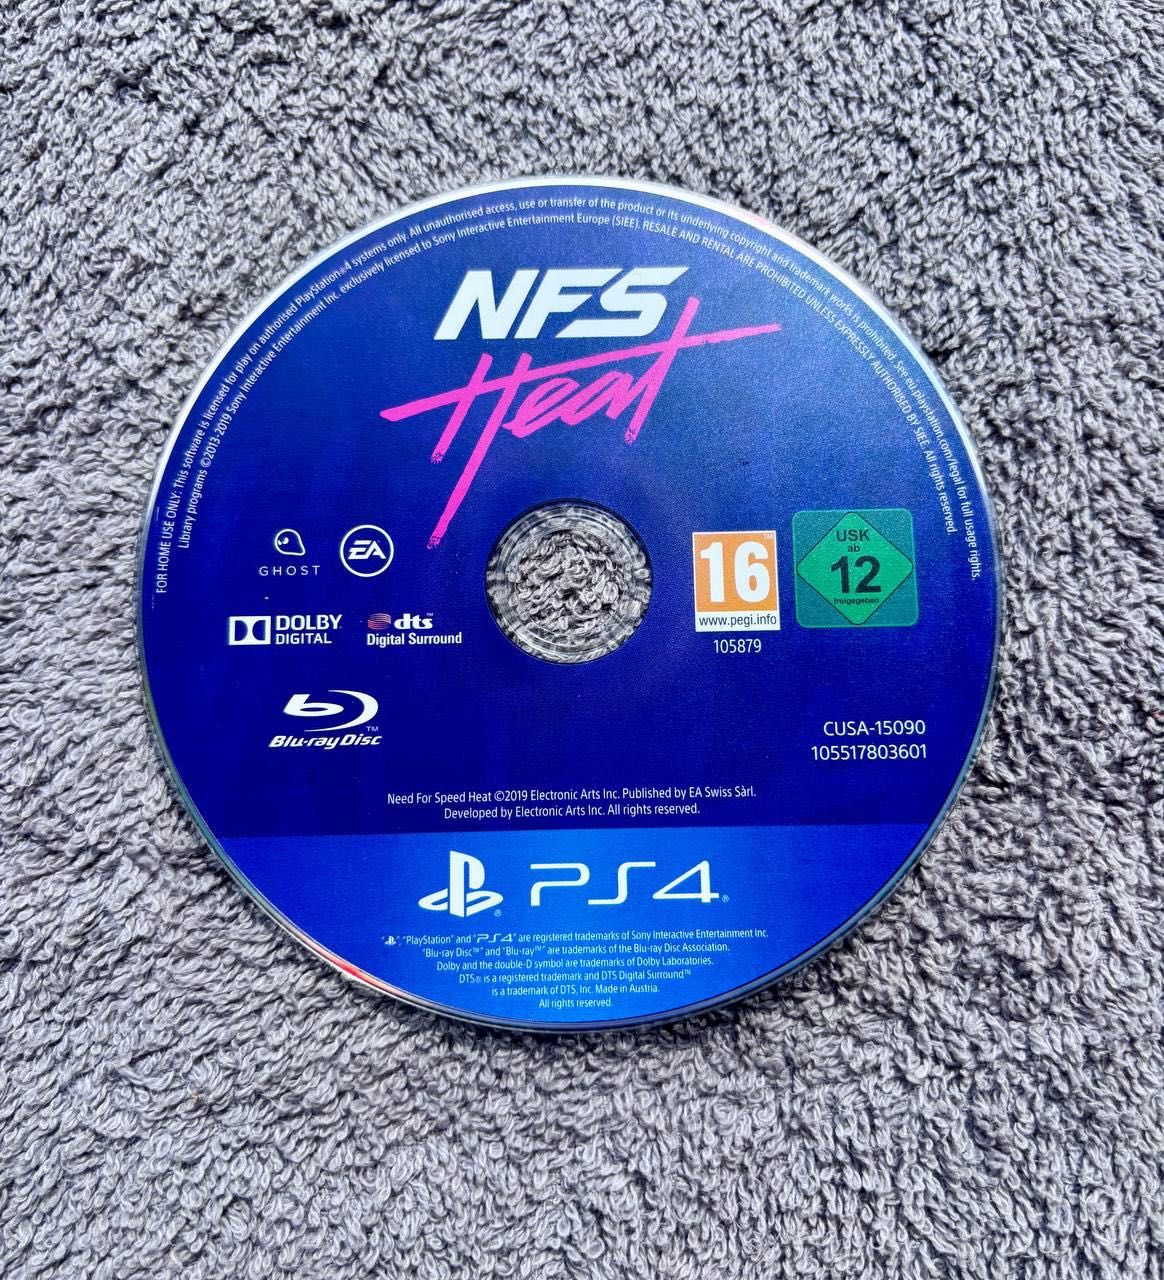 FOR HOME USE ONLY: This software is licensed for play on authorised PlayStation®4 systems only. All unauthorised access, use or transfer of the product or its underlying copyright and trademark works is prohibited. See eu.playstation.com/legal for full usage rights.
Library programs ©2013-2019 Sony Interactive Entertainment Inc. exclusively licensed to Sony Interactive Entertainment Europe (SIEE). RESALE AND RENTAL ARE PROHIBITED UNLESS EXPRESSLY AUTHORISED BY SIEE. All rights reserved.
NFS
Heat
GHOST
EA
16™
www.pegi.info
105879
USK
ab
12
freigegeben
DOLBY
DIGITAL
dts™
Digital Surround
Blu-ray Disc™
CUSA-15090
105517803601
Need For Speed Heat ©2019 Electronic Arts Inc. Published by EA Swiss Sàrl.
Developed by Electronic Arts Inc. All rights reserved.
PS4®
", "PlayStation" and "PS4" are registered trademarks of Sony Interactive Entertainment Inc.
"Blu-ray Disc™" and "Blu-ray™" are trademarks of the Blu-ray Disc Association.
Dolby and the double-D symbol are trademarks of Dolby Laboratories.
DTS® is a registered trademark and DTS Digital Surround™
is a trademark of DTS, Inc. Made in Austria.
All rights reserved.